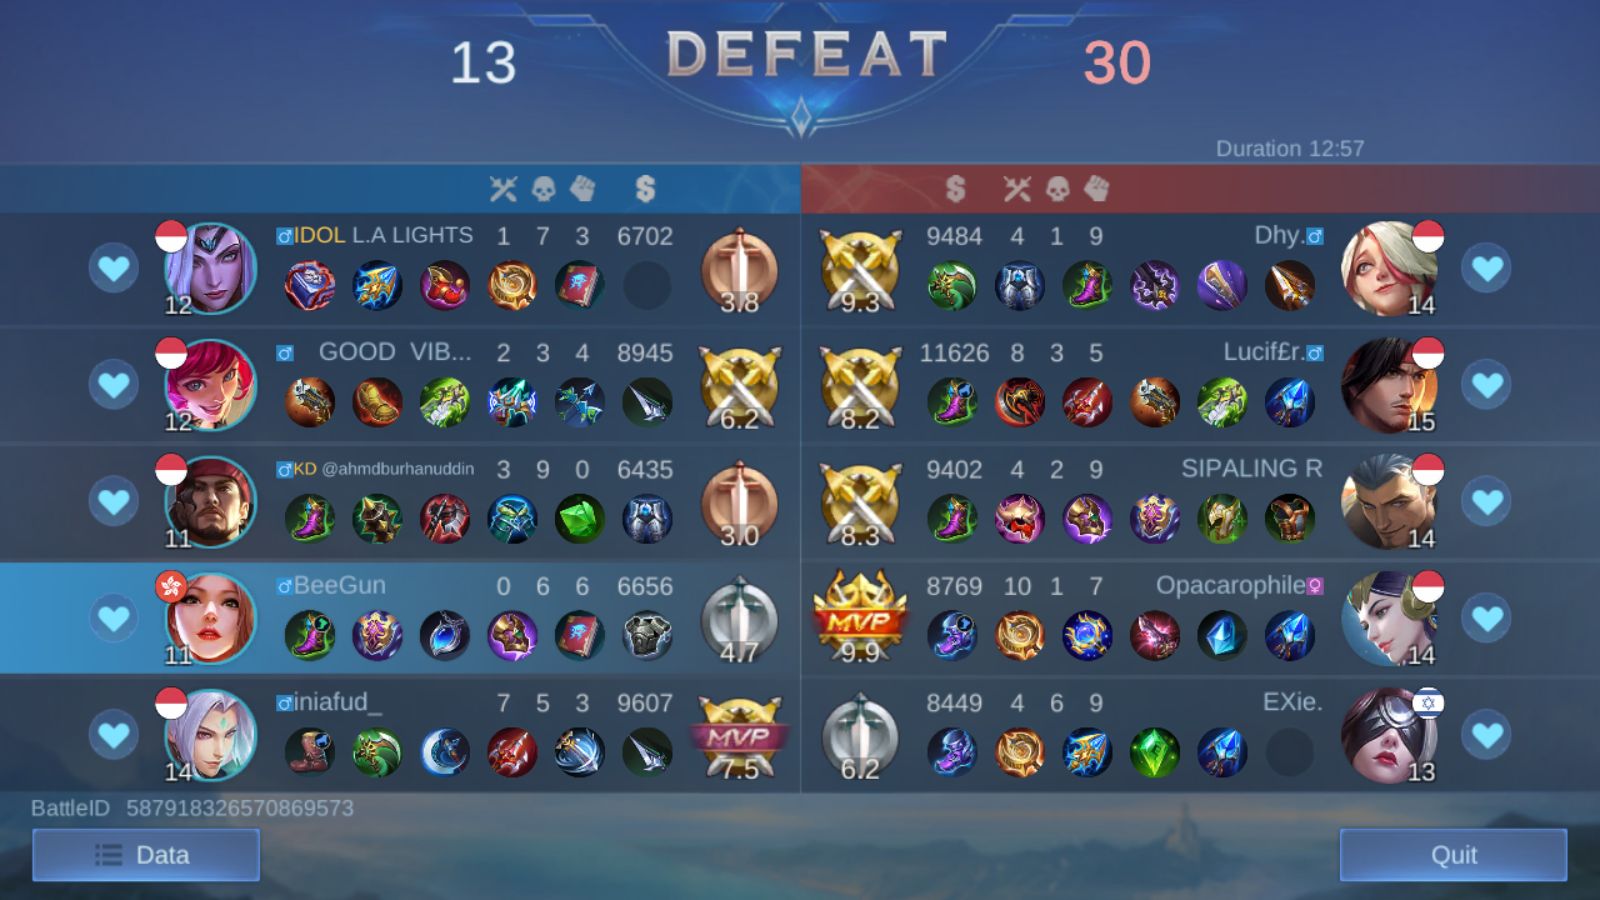 13 DEFEAT 30
Duration 12:57
IDOL L.A LIGHTS 1 7 3 6702
12 3.8
9.3 9484 4 1 9 Dhy.
14
GOOD VIB... 2 3 4 8945
12 6.2
8.2 11626 8 3 5 Lucif£r.
15
KD @ahmdburhanuddin 3 9 0 6435
11 3.0
8.3 9402 4 2 9 SIPALING R
14
BeeGun 0 6 6 6656
11 4.7
MVP 9.9 8769 10 1 7 Opacarophile
14
iniafud_ 7 5 3 9607
14 MVP 7.5
6.2 8449 4 6 9 EXie.
13
BattleID 587918326570869573
Data
Quit